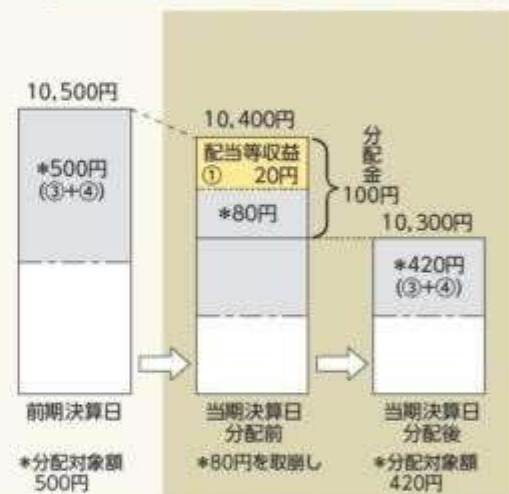 10,500円
*500円
(③+④)
前期決算日
*分配対象額
500円
10,400円
配当等収益
① 20円
*80円
分配金
100円
当期決算日
分配前
*80円を取崩し
10,300円
*420円
(③+④)
当期決算日
分配後
*分配対象額
420円